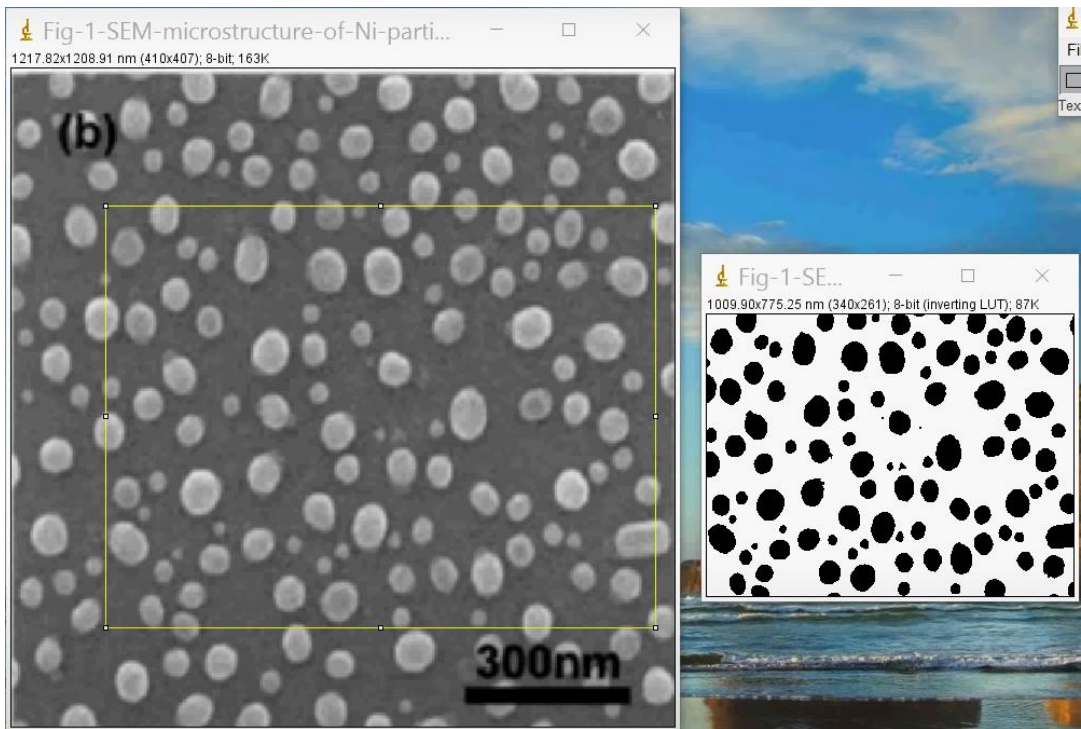 Fig-1-SEM-microstructure-of-Ni-parti...
1217.82x1208.91 nm (410x407); 8-bit; 163K
(b)
300nm
Fig-1-SE...
1009.90x775.25 nm (340x261); 8-bit (inverting LUT); 87K
Fi
Tex